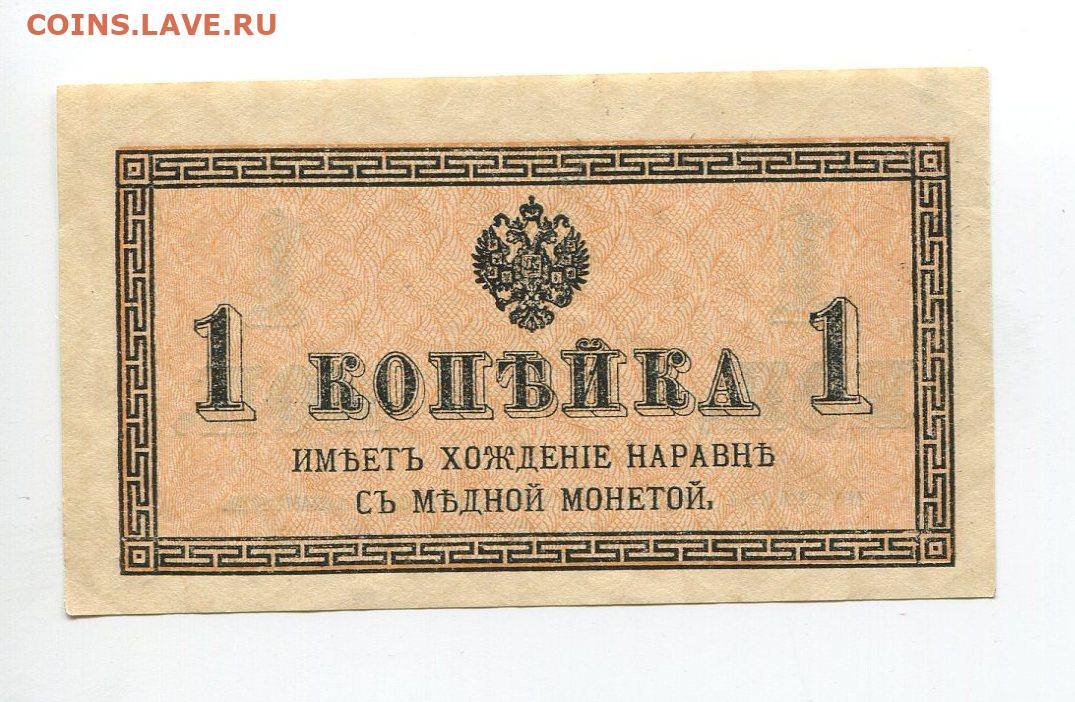 COINS.LAVE.RU
1 КОПѢЙКА 1
ИМѢЕТЪ ХОЖДЕНІЕ НАРАВНѢ
СЪ МѢДНОЙ МОНЕТОЙ.